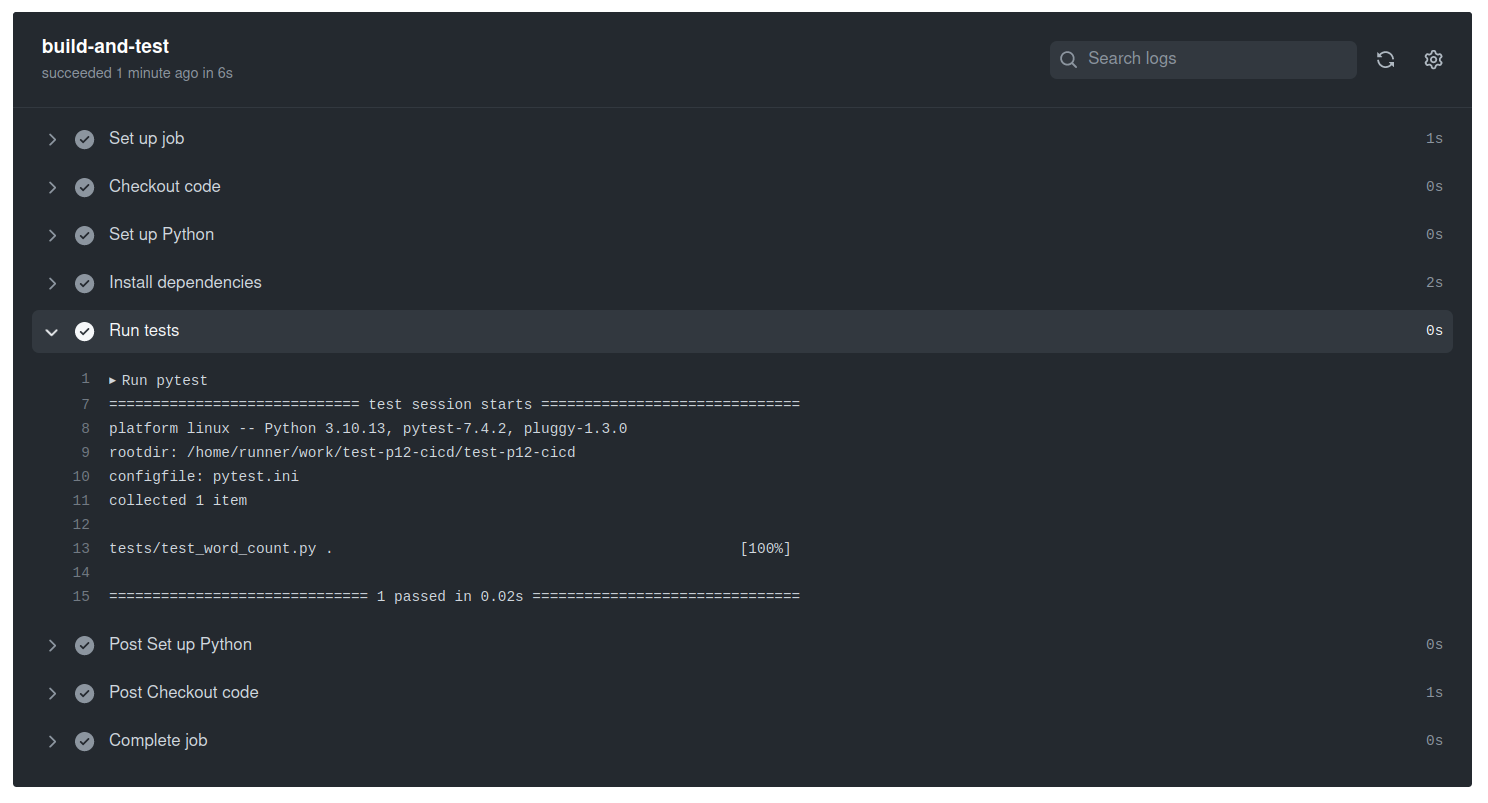 build-and-test
succeeded 1 minute ago in 6s
Search logs
Set up job 1s
Checkout code 0s
Set up Python 0s
Install dependencies 2s
Run tests 0s
1 ▸ Run pytest
7 ============================= test session starts ==============================
8 platform linux -- Python 3.10.13, pytest-7.4.2, pluggy-1.3.0
9 rootdir: /home/runner/work/test-p12-cicd/test-p12-cicd
10 configfile: pytest.ini
11 collected 1 item
12
13 tests/test_word_count.py . [100%]
14
15 ============================== 1 passed in 0.02s ===============================
Post Set up Python 0s
Post Checkout code 1s
Complete job 0s